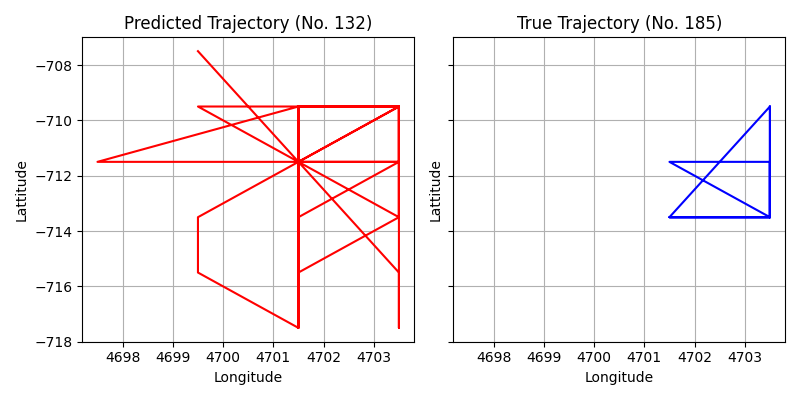 Predicted Trajectory (No. 132)
True Trajectory (No. 185)
Lattitude
−708
−710
−712
−714
−716
−718
4698 4699 4700 4701 4702 4703
Longitude
Lattitude
4698 4699 4700 4701 4702 4703
Longitude